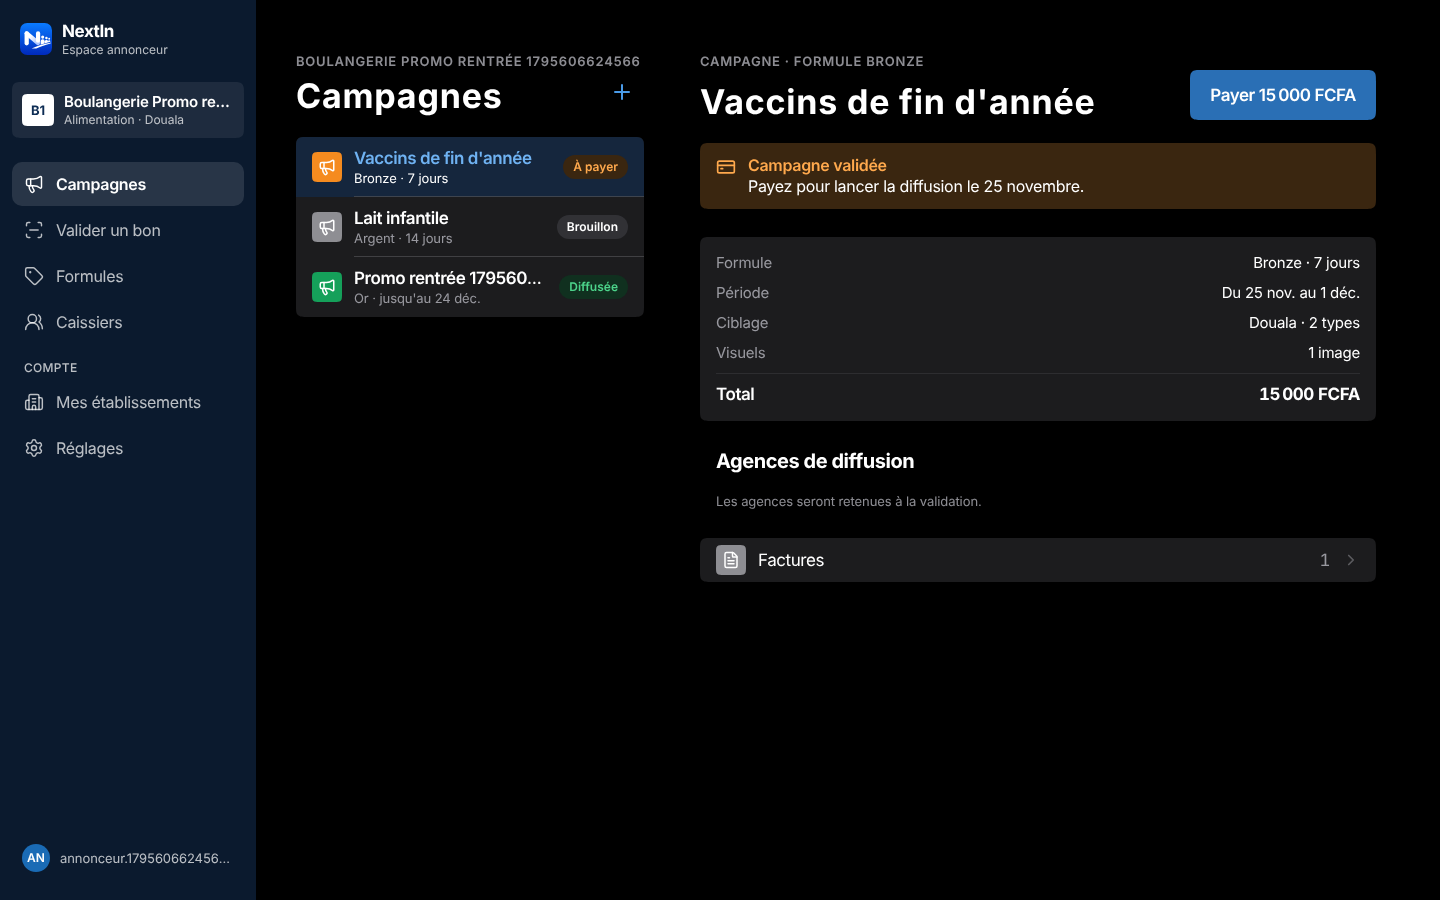 NextIn
Espace annonceur
B1
Boulangerie Promo re...
Alimentation · Douala
Campagnes
Valider un bon
Formules
Caissiers
COMPTE
Mes établissements
Réglages
AN
annonceur.179560662456...
BOULANGERIE PROMO RENTRÉE 1795606624566
Campagnes
Vaccins de fin d'année
Bronze · 7 jours
À payer
Lait infantile
Argent · 14 jours
Brouillon
Promo rentrée 179560...
Or · jusqu'au 24 déc.
Diffusée
CAMPAGNE · FORMULE BRONZE
Vaccins de fin d'année
Payer 15 000 FCFA
Campagne validée
Payez pour lancer la diffusion le 25 novembre.
Formule Bronze · 7 jours
Période Du 25 nov. au 1 déc.
Ciblage Douala · 2 types
Visuels 1 image
Total 15 000 FCFA
Agences de diffusion
Les agences seront retenues à la validation.
Factures 1